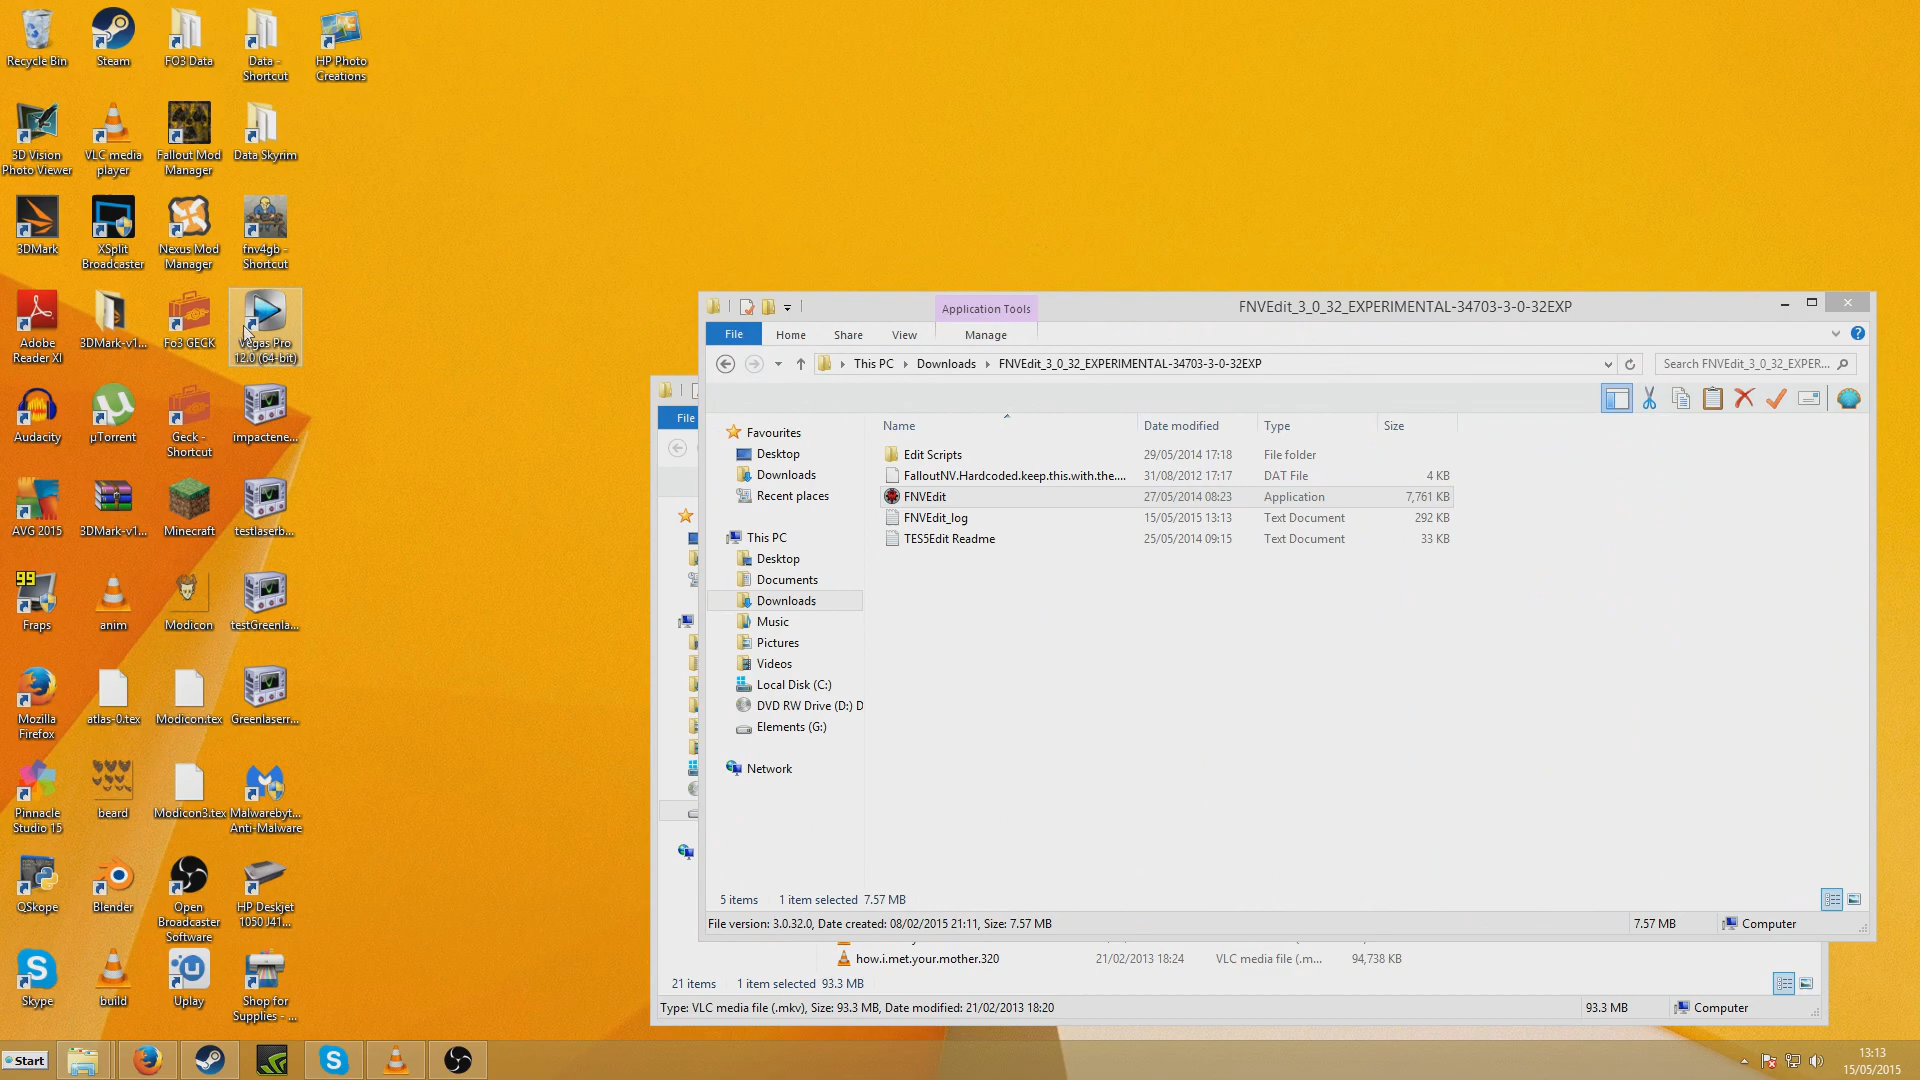 Recycle Bin
Steam
FO3 Data
Data -
Shortcut
HP Photo
Creations
3D Vision
Photo Viewer
VLC media
player
Fallout Mod
Manager
Data Skyrim
3DMark
XSplit
Broadcaster
Nexus Mod
Manager
fnv4gb -
Shortcut
Adobe
Reader XI
3DMark-v1...
Fo3 GECK
Vegas Pro
12.0 (64-bit)
Audacity
µTorrent
Geck -
Shortcut
impactene...
AVG 2015
3DMark-v1...
Minecraft
testlaserb...
99
Fraps
anim
Modicon
testGreenla...
Mozilla
Firefox
atlas-0.tex
Modicon.tex
Greenlaserr...
Pinnacle
Studio 15
beard
Modicon3.tex
Malwarebyt...
Anti-Malware
QSkope
Blender
Open
Broadcaster
Software
HP Deskjet
1050 J41...
Skype
build
Uplay
Shop for
Supplies - ...
Application Tools
FNVEdit_3_0_32_EXPERIMENTAL-34703-3-0-32EXP
File
Home
Share
View
Manage
This PC
Downloads
FNVEdit_3_0_32_EXPERIMENTAL-34703-3-0-32EXP
Search FNVEdit_3_0_32_EXPER...
File
Name
Date modified
Type
Size
Favourites
Desktop
Downloads
Recent places
This PC
Desktop
Documents
Downloads
Music
Pictures
Videos
Local Disk (C:)
DVD RW Drive (D:) D
Elements (G:)
Network
Edit Scripts 29/05/2014 17:18 File folder
FalloutNV.Hardcoded.keep.this.with.the.... 31/08/2012 17:17 DAT File 4 KB
FNVEdit 27/05/2014 08:23 Application 7,761 KB
FNVEdit_log 15/05/2015 13:13 Text Document 292 KB
TES5Edit Readme 25/05/2014 09:15 Text Document 33 KB
5 items 1 item selected 7.57 MB
File version: 3.0.32.0, Date created: 08/02/2015 21:11, Size: 7.57 MB
7.57 MB
Computer
how.i.met.your.mother.320 21/02/2013 18:24 VLC media file (.m... 94,738 KB
21 items 1 item selected 93.3 MB
Type: VLC media file (.mkv), Size: 93.3 MB, Date modified: 21/02/2013 18:20
93.3 MB
Computer
Start
13:13
15/05/2015